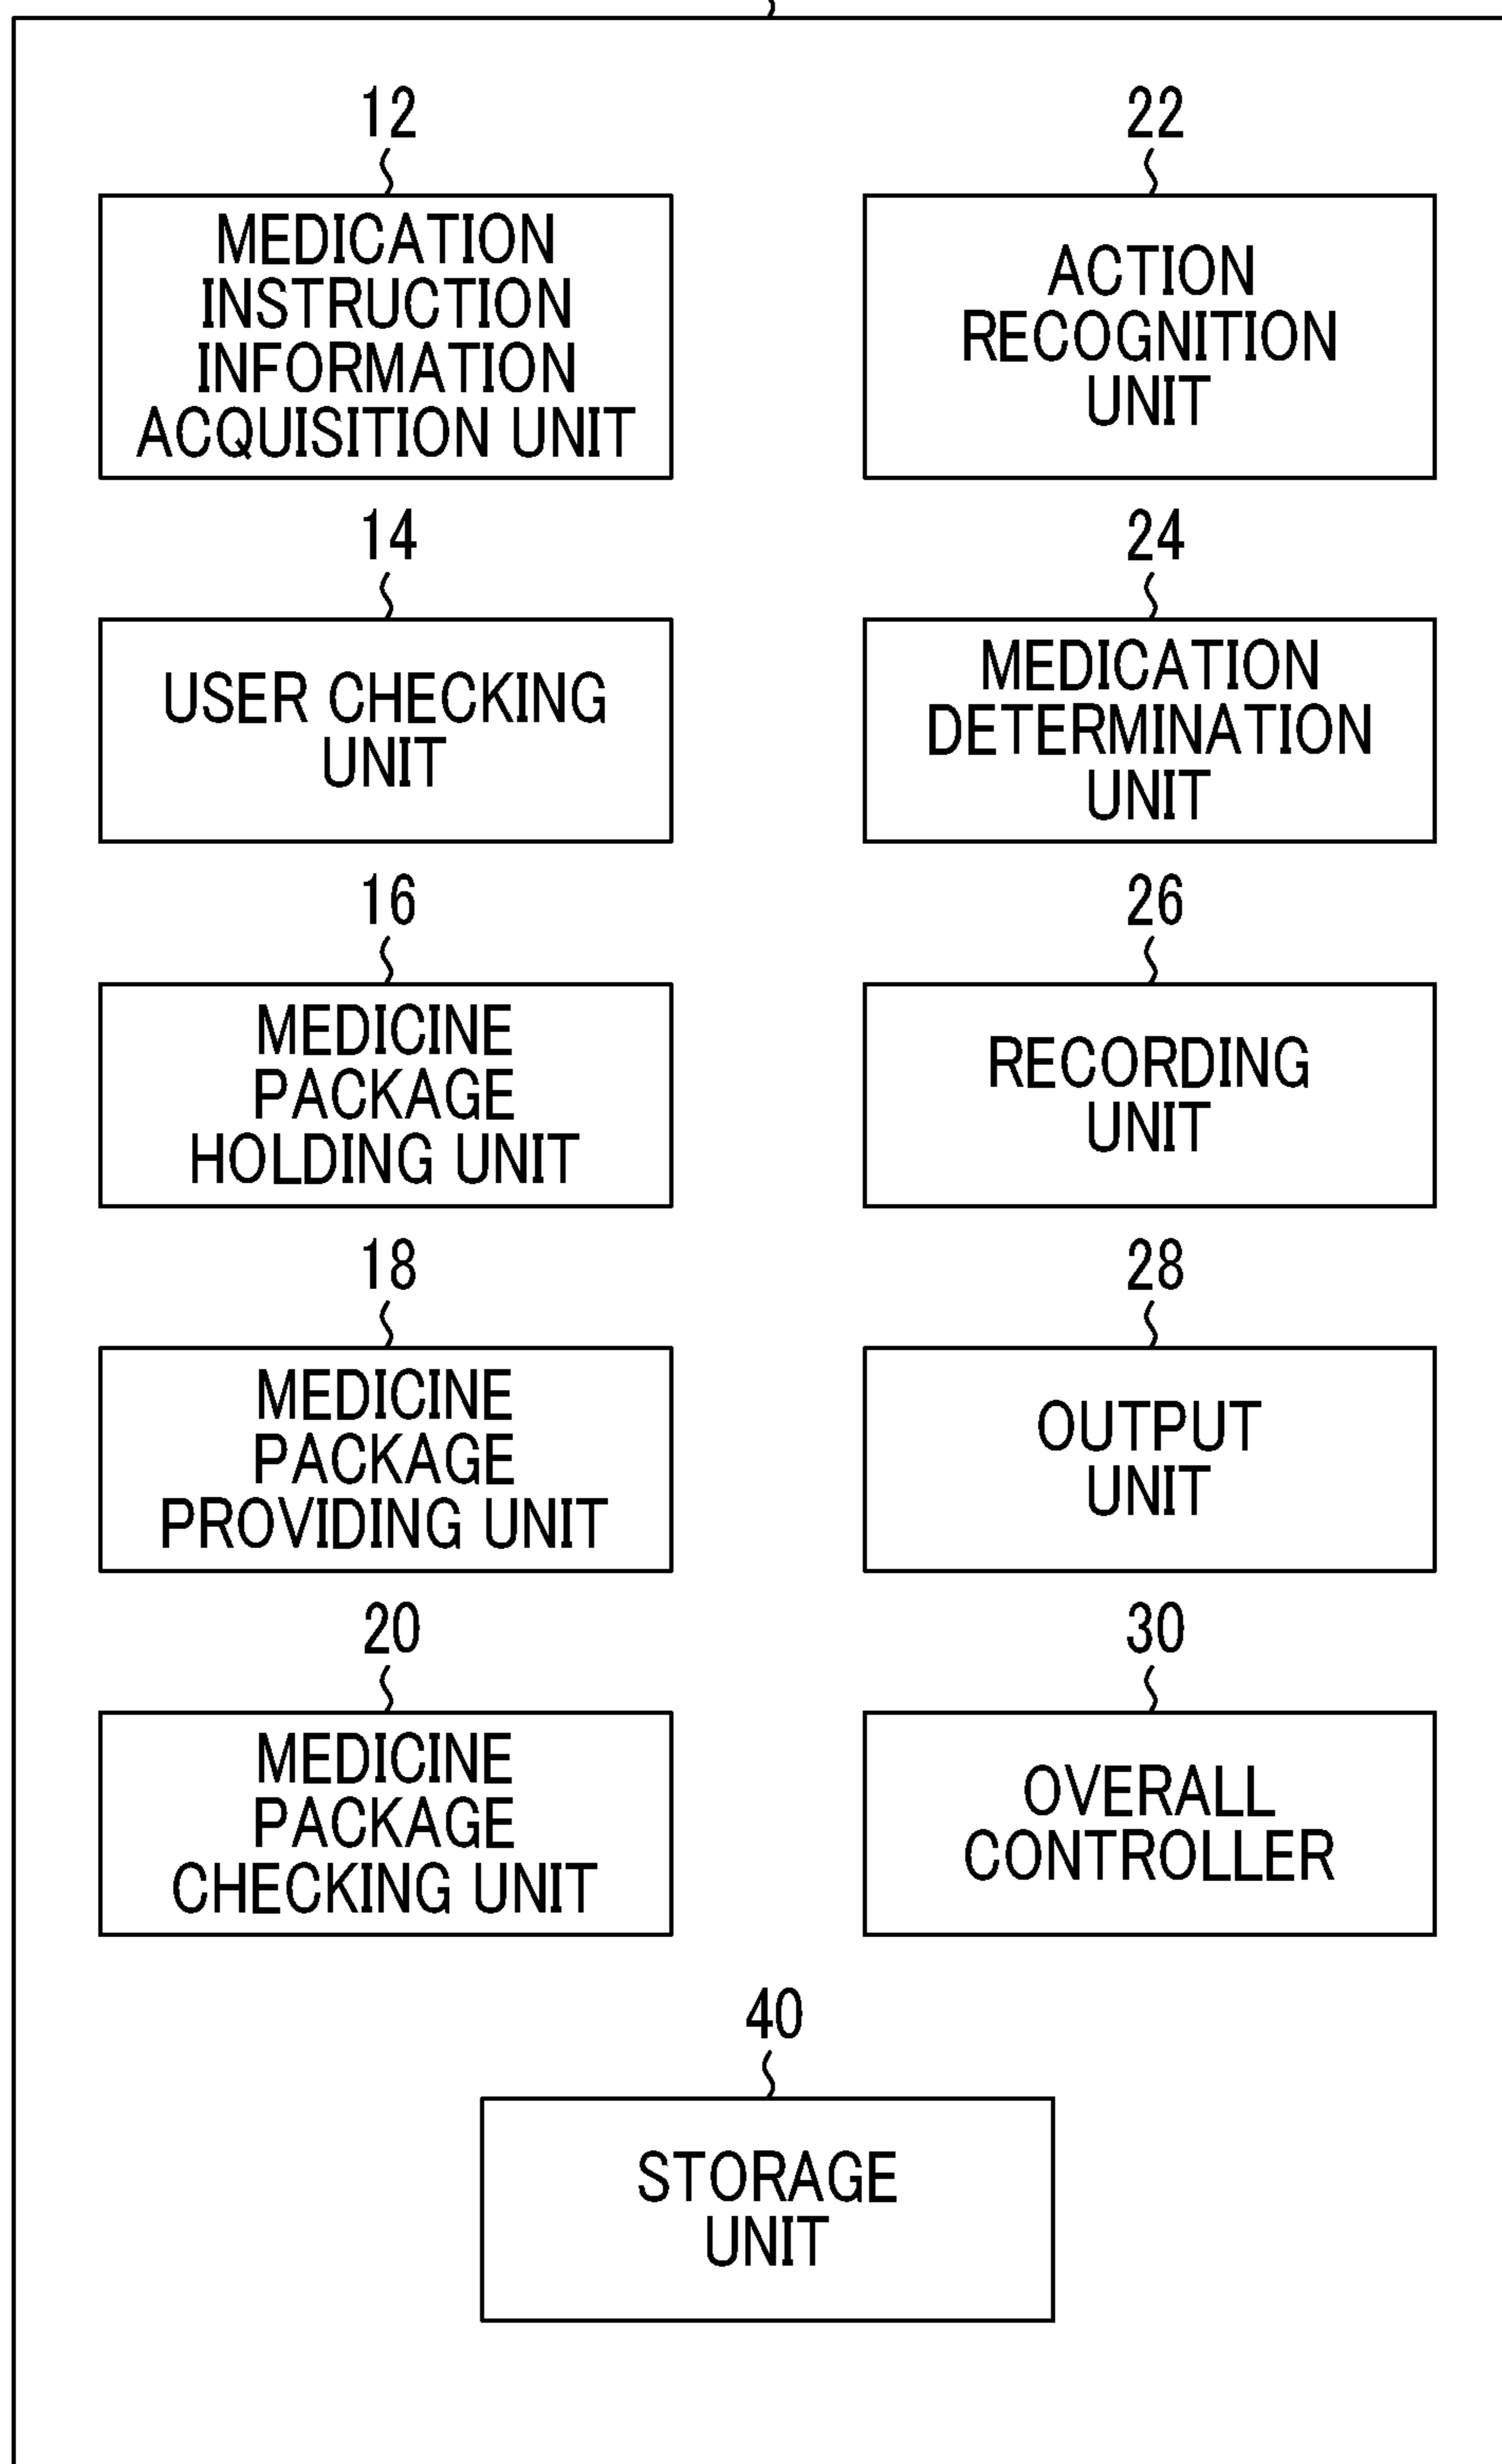 12
MEDICATION
INSTRUCTION
INFORMATION
ACQUISITION UNIT
14
USER CHECKING
UNIT
16
MEDICINE
PACKAGE
HOLDING UNIT
18
MEDICINE
PACKAGE
PROVIDING UNIT
20
MEDICINE
PACKAGE
CHECKING UNIT
22
ACTION
RECOGNITION
UNIT
24
MEDICATION
DETERMINATION
UNIT
26
RECORDING
UNIT
28
OUTPUT
UNIT
30
OVERALL
CONTROLLER
40
STORAGE
UNIT